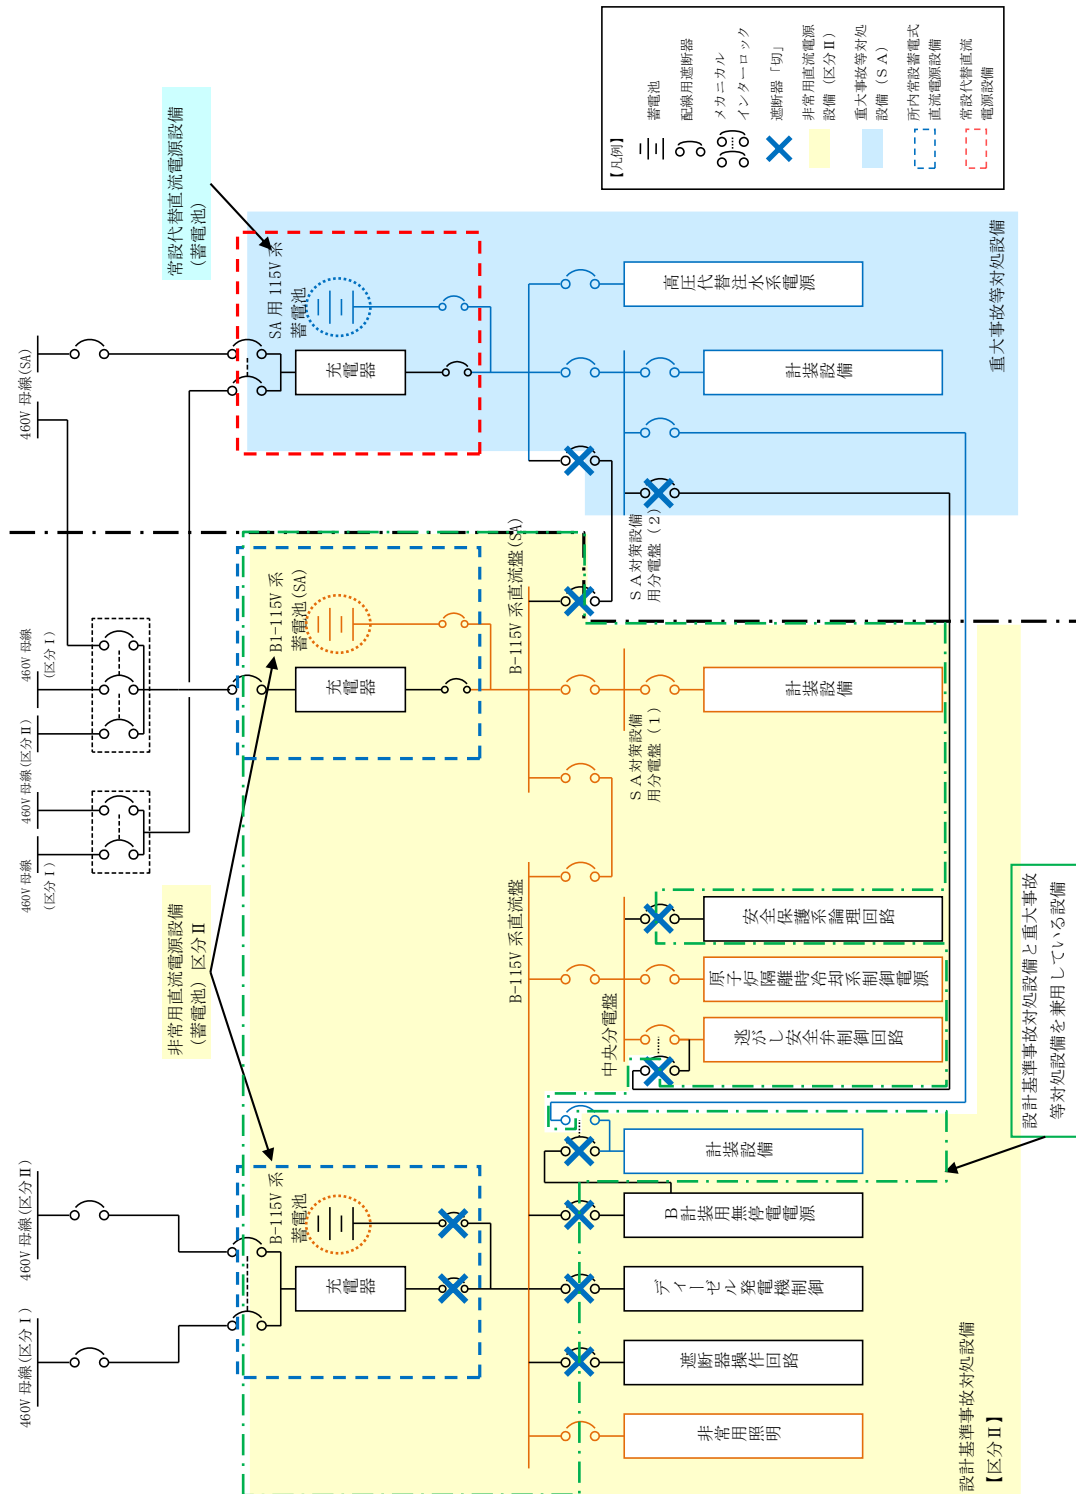 460V 母線(区分Ⅰ)
460V 母線(区分Ⅱ)
460V 母線
(区分Ⅰ)
460V 母線(区分Ⅱ)
460V 母線
(区分Ⅰ)
460V 母線(SA)
非常用直流電源設備
(蓄電池) 区分Ⅱ
常設代替直流電源設備
(蓄電池)
B-115V 系
蓄電池
充電器
B1-115V 系
蓄電池(SA)
充電器
SA 用 115V 系
蓄電池
充電器
B-115V 系直流盤
B-115V 系直流盤(SA)
中央分電盤
SA対策設備
用分電盤(1)
SA対策設備
用分電盤(2)
非常用照明
遮断器操作回路
ディーゼル発電機制御
B計装用無停電電源
計装設備
逃がし安全弁制御回路
原子炉隔離時冷却系制御電源
安全保護系論理回路
計装設備
計装設備
高圧代替注水系電源
設計基準事故対処設備
【区分Ⅱ】
重大事故等対処設備
設計基準事故対処設備と重大事故
等対処設備を兼用している設備
【凡例】
蓄電池
配線用遮断器
メカニカル
インターロック
遮断器「切」
非常用直流電源
設備(区分Ⅱ)
重大事故等対処
設備(SA)
所内常設蓄電式
直流電源設備
常設代替直流
電源設備